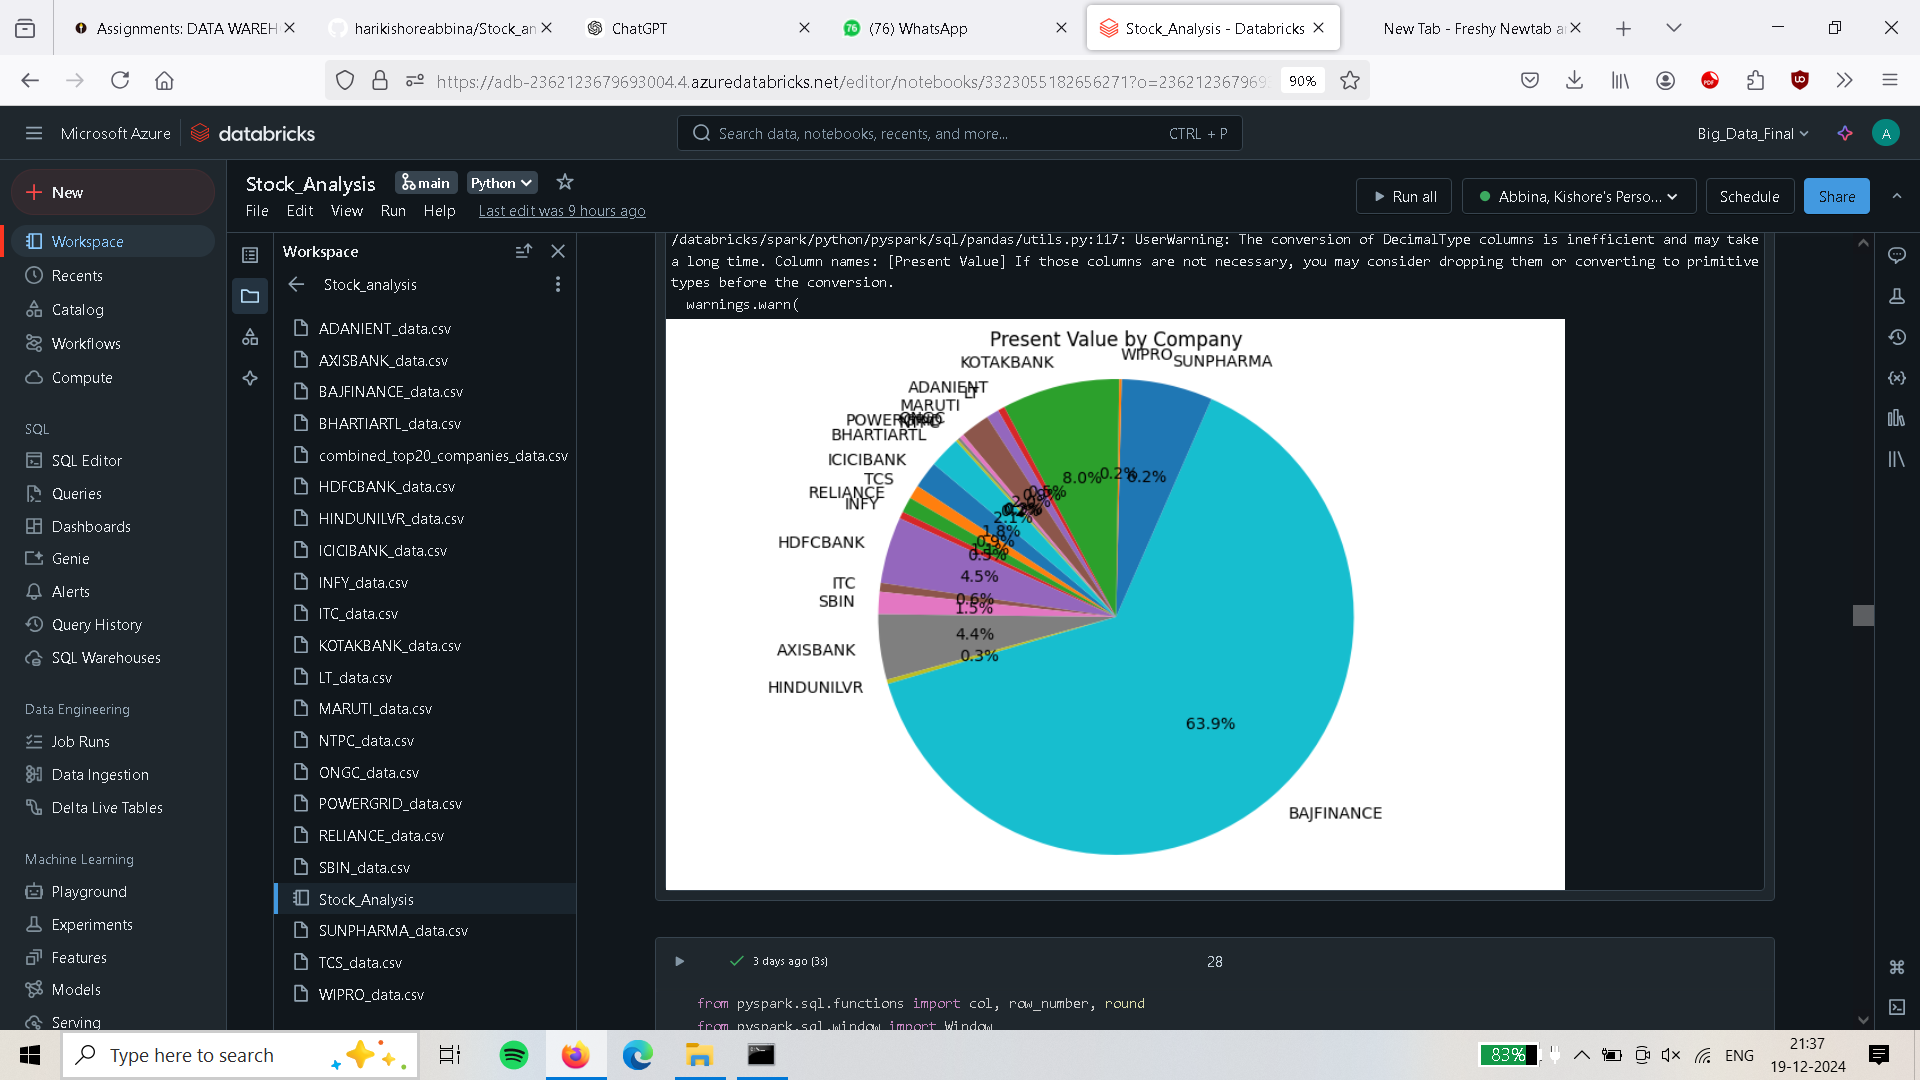 Assignments: DATA WAREH
harikishoreabbina/Stock_an
ChatGPT
(76) WhatsApp
Stock_Analysis - Databricks
New Tab - Freshy Newtab a
https://adb-2362123679693004.4.azuredatabricks.net/editor/notebooks/3323055182656271?o=236212367969
90%
Microsoft Azure
databricks
Search data, notebooks, recents, and more...
CTRL + P
Big_Data_Final
A
New
Stock_Analysis
main
Python
File
Edit
View
Run
Help
Last edit was 9 hours ago
Run all
Abbina, Kishore's Perso...
Schedule
Share
Workspace
Recents
Catalog
Workflows
Compute
SQL
SQL Editor
Queries
Dashboards
Genie
Alerts
Query History
SQL Warehouses
Data Engineering
Job Runs
Data Ingestion
Delta Live Tables
Machine Learning
Playground
Experiments
Features
Models
Serving
Workspace
Stock_analysis
ADANIENT_data.csv
AXISBANK_data.csv
BAJFINANCE_data.csv
BHARTIARTL_data.csv
combined_top20_companies_data.csv
HDFCBANK_data.csv
HINDUNILVR_data.csv
ICICIBANK_data.csv
INFY_data.csv
ITC_data.csv
KOTAKBANK_data.csv
LT_data.csv
MARUTI_data.csv
NTPC_data.csv
ONGC_data.csv
POWERGRID_data.csv
RELIANCE_data.csv
SBIN_data.csv
Stock_Analysis
SUNPHARMA_data.csv
TCS_data.csv
WIPRO_data.csv
/databricks/spark/python/pyspark/sql/pandas/utils.py:117: UserWarning: The conversion of DecimalType columns is inefficient and may take
a long time. Column names: [Present Value] If those columns are not necessary, you may consider dropping them or converting to primitive
types before the conversion.
warnings.warn(
Present Value by Company
WIPRO
SUNPHARMA
KOTAKBANK
ADANIENT
LT
MARUTI
BHARTIARTL
ICICIBANK
TCS
RELIANCE
INFY
HDFCBANK
ITC
SBIN
AXISBANK
HINDUNILVR
BAJFINANCE
8.0%
0.2%
6.2%
2.1%
1.8%
0.9%
4.5%
0.6%
1.5%
4.4%
0.3%
63.9%
3 days ago (3s)
28
from pyspark.sql.functions import col, row_number, round
from pyspark.sql.window import Window
Type here to search
83%
ENG
21:37
19-12-2024